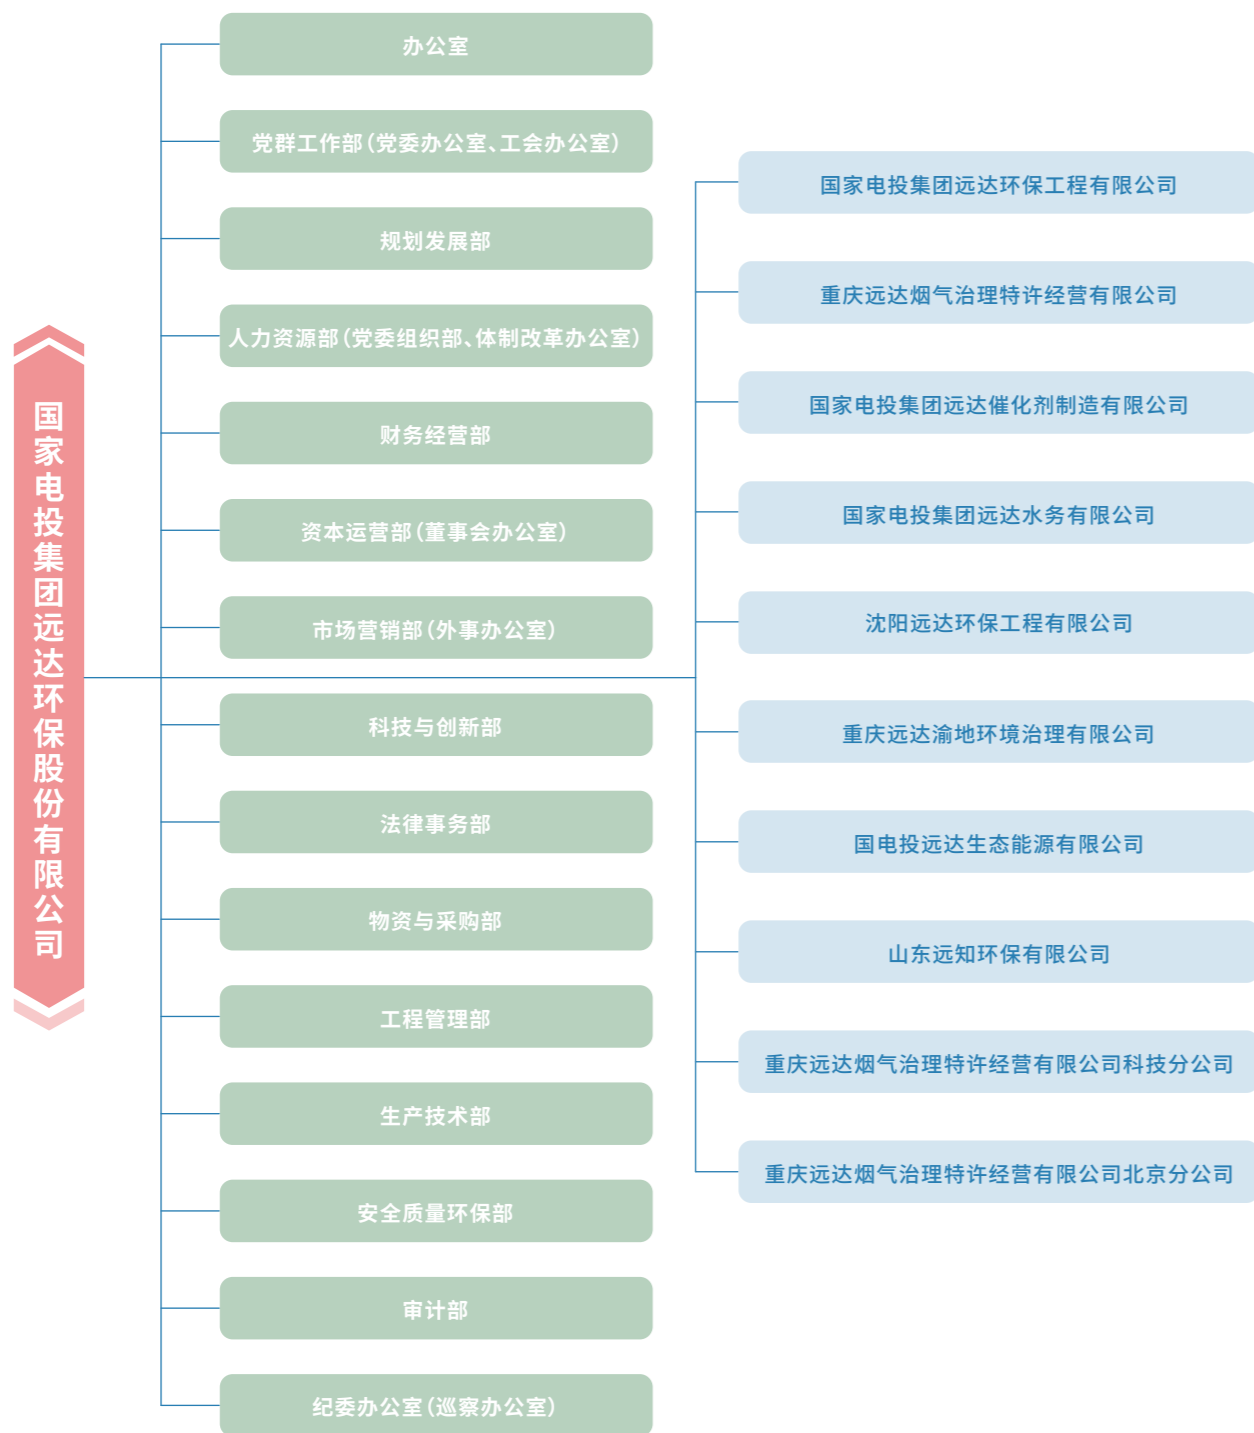 国家电投集团远达环保股份有限公司
办公室
党群工作部(党委办公室、工会办公室)
规划发展部
人力资源部(党委组织部、体制改革办公室)
财务经营部
资本运营部(董事会办公室)
市场营销部(外事办公室)
科技与创新部
法律事务部
物资与采购部
工程管理部
生产技术部
安全质量环保部
审计部
纪委办公室(巡察办公室)
国家电投集团远达环保工程有限公司
重庆远达烟气治理特许经营有限公司
国家电投集团远达催化剂制造有限公司
国家电投集团远达水务有限公司
沈阳远达环保工程有限公司
重庆远达渝地环境治理有限公司
国电投远达生态能源有限公司
山东远知环保有限公司
重庆远达烟气治理特许经营有限公司科技分公司
重庆远达烟气治理特许经营有限公司北京分公司